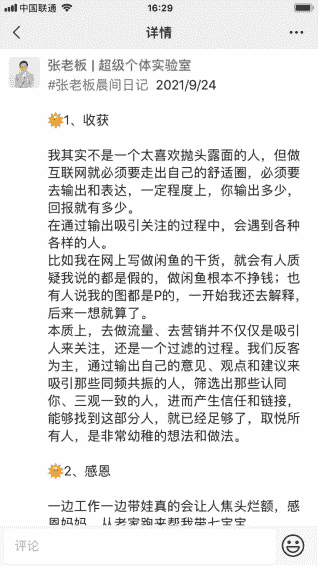 中国联通
16:29
详情
张老板 | 超级个体实验室
#张老板晨间日记 2021/9/24
1、收获
我其实不是一个太喜欢抛头露面的人，但做
互联网就必须要走出自己的舒适圈，必须要
去输出和表达，一定程度上，你输出多少，
回报就有多少。
在通过输出吸引关注的过程中，会遇到各种
各样的人。
比如我在网上写做闲鱼的干货，就会有人质
疑我说的都是假的，做闲鱼根本不挣钱；也
有人说我的图都是P的，一开始我还去解释，
后来一想就算了。
本质上，去做流量、去营销并不仅仅是吸引
人来关注，还是一个过滤的过程。我们反客
为主，通过输出自己的意见、观点和建议来
吸引那些同频共振的人，筛选出那些认同
你、三观一致的人，进而产生信任和链接，
能够找到这部分人，就已经足够了，取悦所
有人，是非常幼稚的想法和做法。
2、感恩
一边工作一边带娃真的会让人焦头烂额，感
恩妈妈，从老家跑来帮我带七宝宝
评论